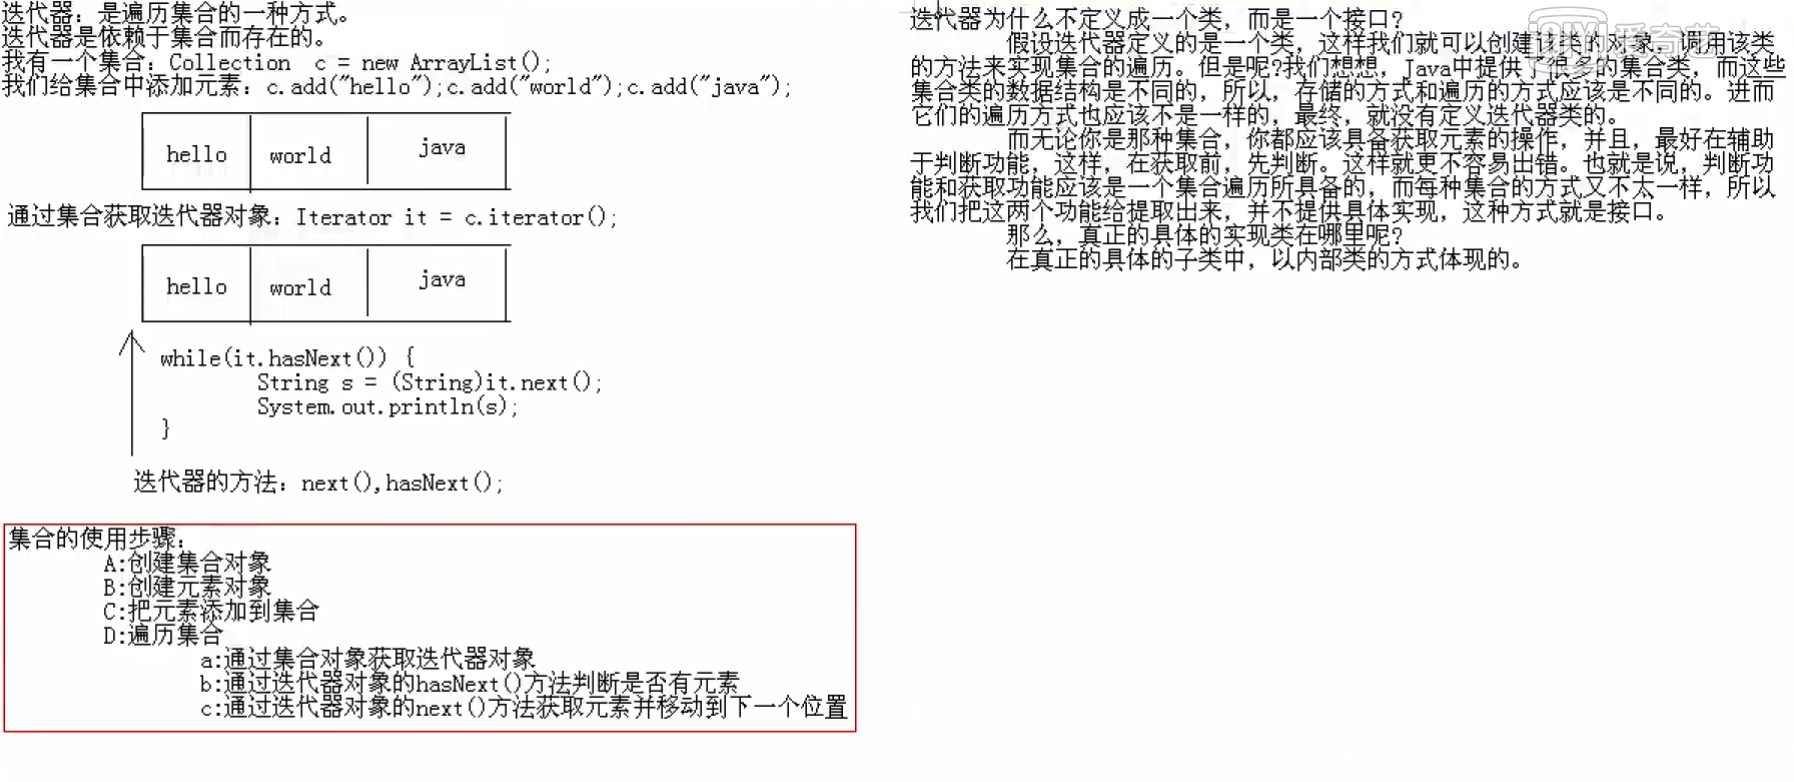 迭代器：是遍历集合的一种方式。
迭代器是依赖于集合而存在的。
我有一个集合：Collection c = new ArrayList();
我们给集合中添加元素：c.add("hello");c.add("world");c.add("java");
hello world java
通过集合获取迭代器对象：Iterator it = c.iterator();
hello world java
while(it.hasNext()) {
String s = (String)it.next();
System.out.println(s);
}
迭代器的方法：next(),hasNext();
集合的使用步骤：
A:创建集合对象
B:创建元素对象
C:把元素添加到集合
D:遍历集合
a:通过集合对象获取迭代器对象
b:通过迭代器对象的hasNext()方法判断是否有元素
c:通过迭代器对象的next()方法获取元素并移动到下一个位置
迭代器为什么不定义成一个类，而是一个接口?
假设迭代器定义的是一个类，这样我们就可以创建该类的对象，调用该类
的方法来实现集合的遍历。但是呢?我们想想，Java中提供了很多的集合类，而这些
集合类的数据结构是不同的，所以，存储的方式和遍历的方式应该是不同的。进而
它们的遍历方式也应该不是一样的，最终，就没有定义迭代器类的。
而无论你是那种集合，你都应该具备获取元素的操作，并且，最好在辅助
于判断功能，这样，在获取前，先判断。这样就更不容易出错。也就是说，判断功
能和获取功能应该是一个集合遍历所具备的，而每种集合的方式又不太一样，所以
我们把这两个功能给提取出来，并不提供具体实现，这种方式就是接口。
那么，真正的具体的实现类在哪里呢?
在真正的具体的子类中，以内部类的方式体现的。
QIYI 爱奇艺